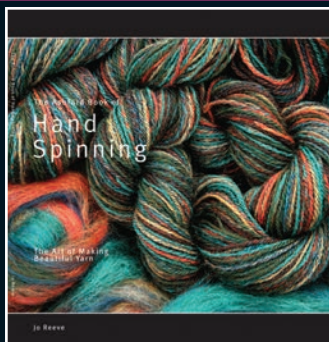 The Ashford Book of
Hand
Spinning
The Art of Making
Beautiful Yarn
Jo Reeve